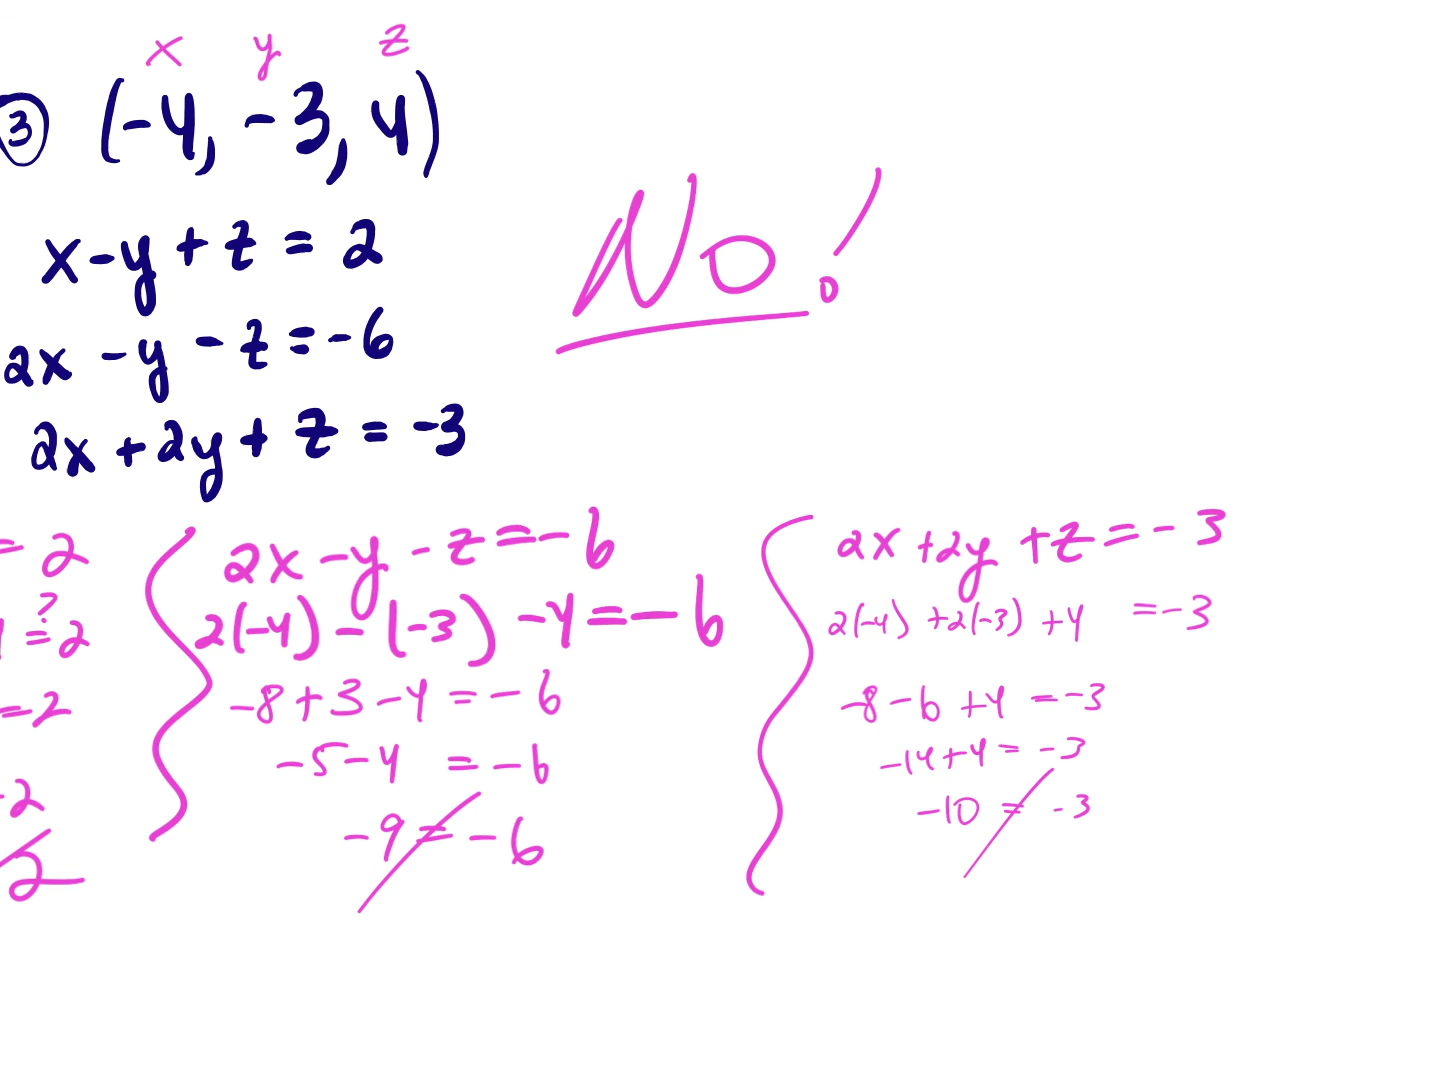 x y z
③ (-4, -3, 4)
No!
x - y + z = 2
2x - y - z = -6
2x + 2y + z = -3
= 2
? = 2
= 2
2
2
2x - y - z = -6
2(-4) - (-3) - 4 = -6
-8 + 3 - 4 = -6
-5 - 4 = -6
-9 ≠ -6
2x + 2y + z = -3
2(-4) + 2(-3) + 4 = -3
-8 - 6 + 4 = -3
-14 + 4 = -3
-10 ≠ -3